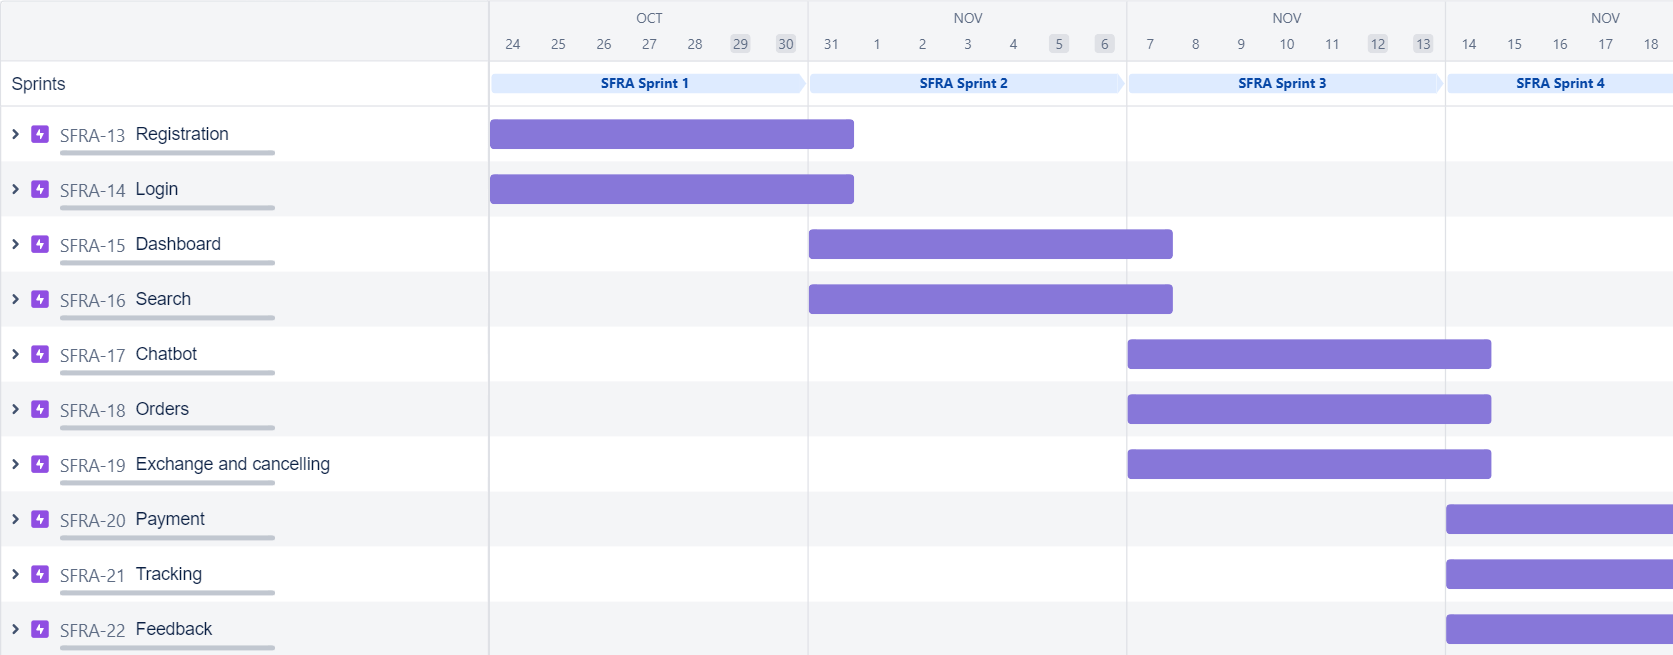 OCT NOV NOV NOV
24 25 26 27 28 29 30 31 1 2 3 4 5 6 7 8 9 10 11 12 13 14 15 16 17 18
Sprints SFRA Sprint 1 SFRA Sprint 2 SFRA Sprint 3 SFRA Sprint 4
SFRA-13 Registration
SFRA-14 Login
SFRA-15 Dashboard
SFRA-16 Search
SFRA-17 Chatbot
SFRA-18 Orders
SFRA-19 Exchange and cancelling
SFRA-20 Payment
SFRA-21 Tracking
SFRA-22 Feedback